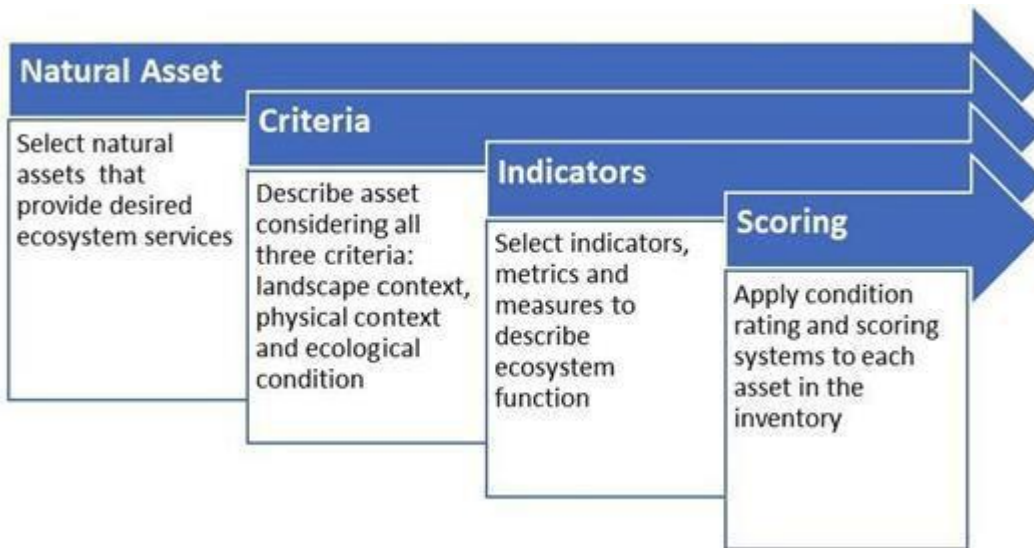 Natural Asset
Select natural
assets that
provide desired
ecosystem services
Criteria
Describe asset
considering all
three criteria:
landscape context,
physical context
and ecological
condition
Indicators
Select indicators,
metrics and
measures to
describe
ecosystem
function
Scoring
Apply condition
rating and scoring
systems to each
asset in the
inventory